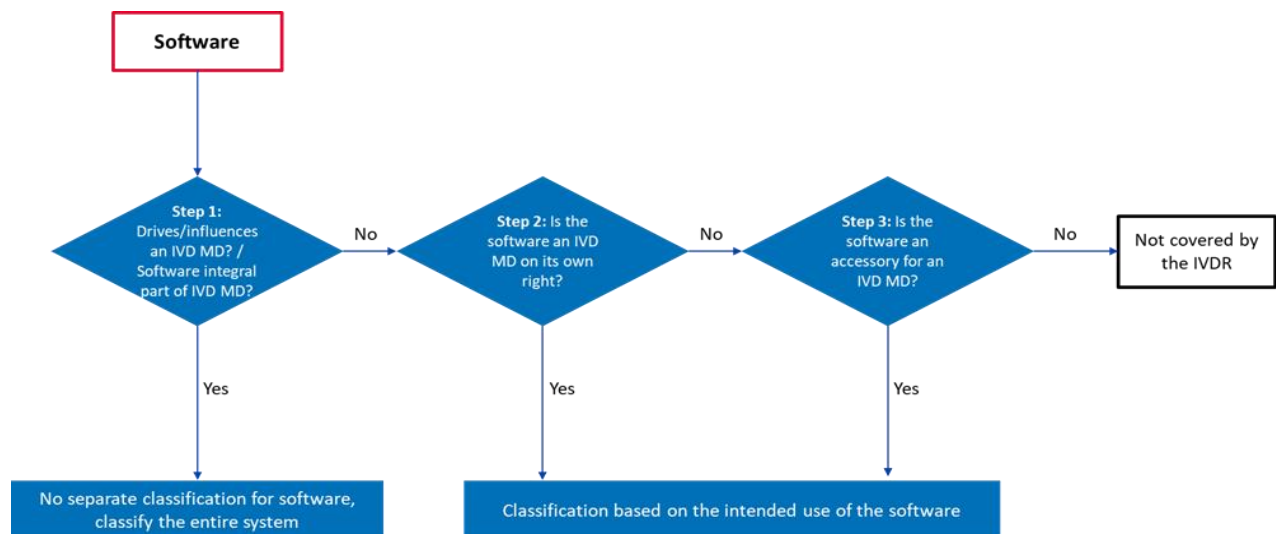 Software
Step 1:
Drives/influences
an IVD MD? /
Software integral
part of IVD MD?
No
Step 2: Is the
software an IVD
MD on its own
right?
No
Step 3: Is the
software an
accessory for an
IVD MD?
No
Not covered by
the IVDR
Yes
Yes
Yes
No separate classification for software,
classify the entire system
Classification based on the intended use of the software